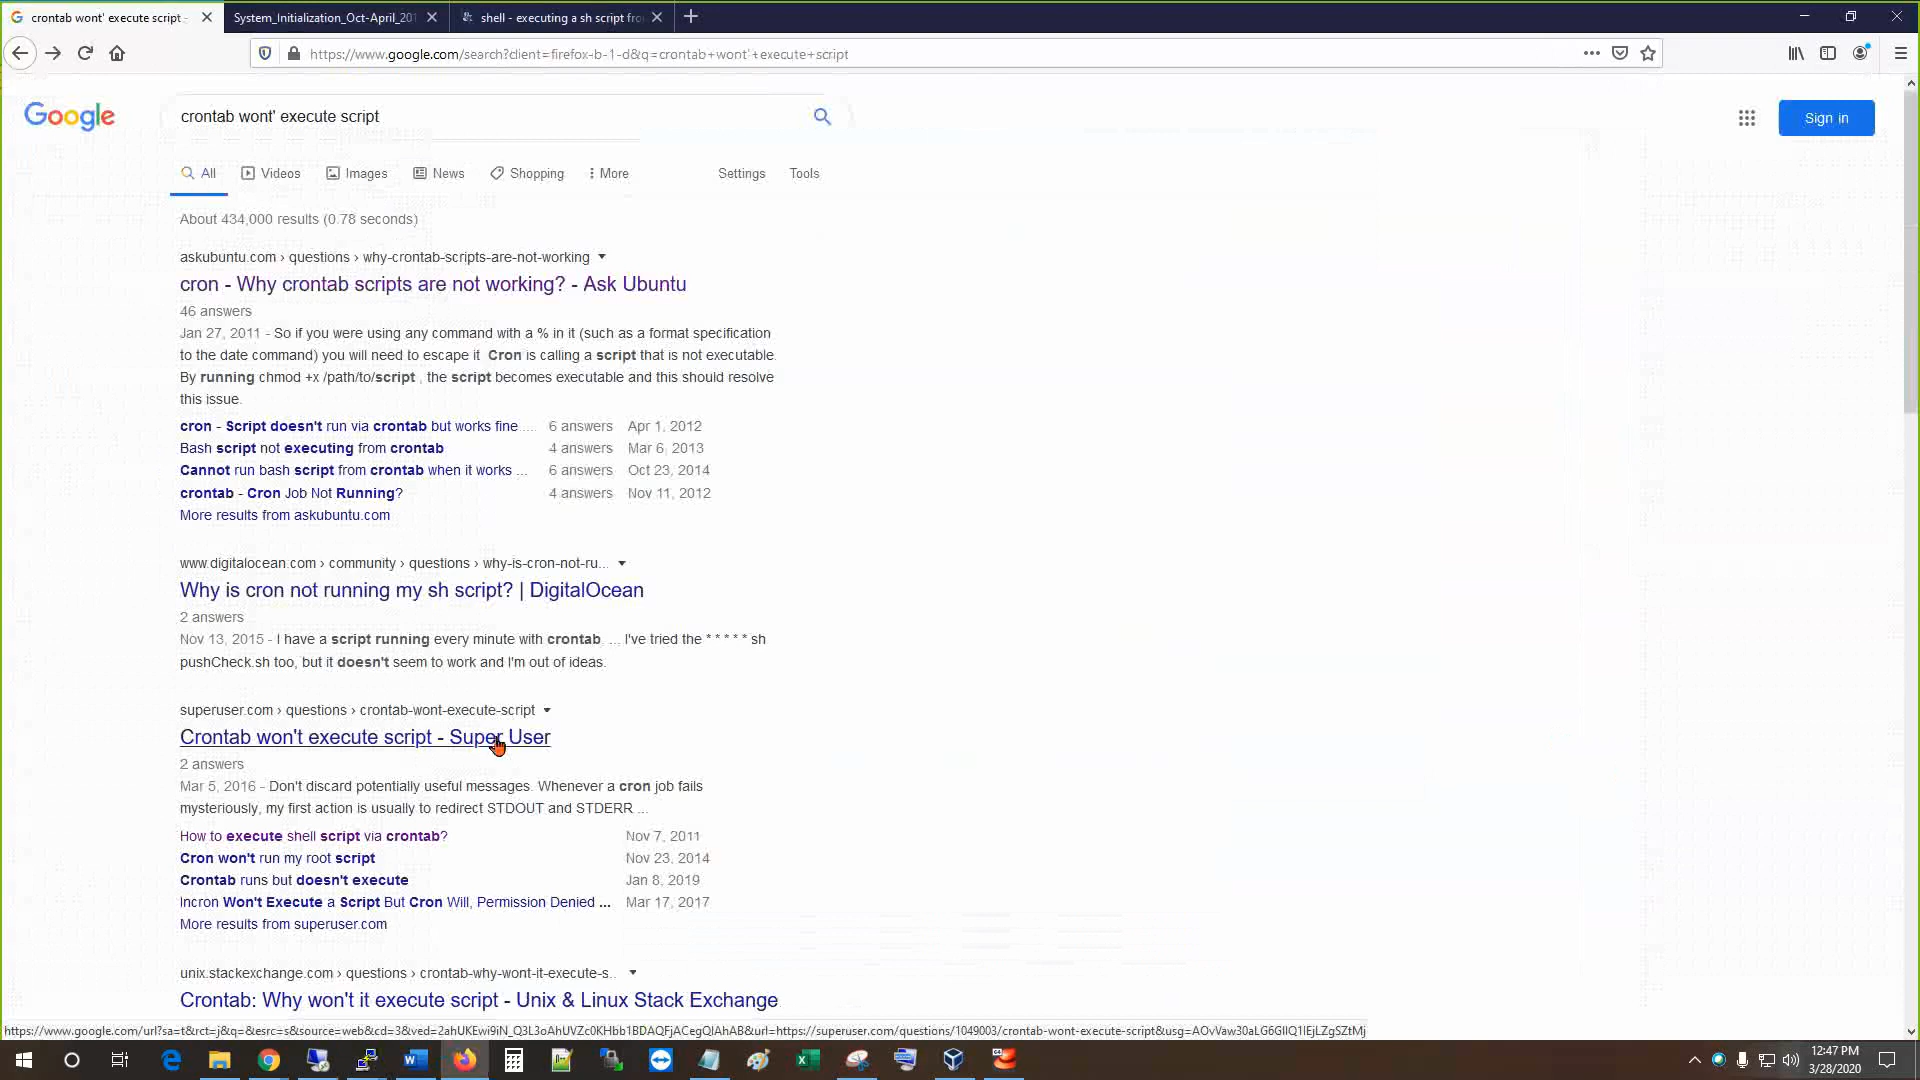 crontab wont' execute script -
System_Initialization_Oct-April_201
shell - executing a sh script fro
https://www.google.com/search?client=firefox-b-1-d&q=crontab+wont'+execute+script
Google
crontab wont' execute script
Sign in
All
Videos
Images
News
Shopping
More
Settings
Tools
About 434,000 results (0.78 seconds)
askubuntu.com › questions › why-crontab-scripts-are-not-working
cron - Why crontab scripts are not working? - Ask Ubuntu
46 answers
Jan 27, 2011 - So if you were using any command with a % in it (such as a format specification
to the date command) you will need to escape it Cron is calling a script that is not executable.
By running chmod +x /path/to/script , the script becomes executable and this should resolve
this issue.
cron - Script doesn't run via crontab but works fine ... 6 answers Apr 1, 2012
Bash script not executing from crontab 4 answers Mar 6, 2013
Cannot run bash script from crontab when it works ... 6 answers Oct 23, 2014
crontab - Cron Job Not Running? 4 answers Nov 11, 2012
More results from askubuntu.com
www.digitalocean.com › community › questions › why-is-cron-not-ru...
Why is cron not running my sh script? | DigitalOcean
2 answers
Nov 13, 2015 - I have a script running every minute with crontab. ... I've tried the * * * * * sh
pushCheck.sh too, but it doesn't seem to work and I'm out of ideas.
superuser.com › questions › crontab-wont-execute-script
Crontab won't execute script - Super User
2 answers
Mar 5, 2016 - Don't discard potentially useful messages. Whenever a cron job fails
mysteriously, my first action is usually to redirect STDOUT and STDERR ...
How to execute shell script via crontab? Nov 7, 2011
Cron won't run my root script Nov 23, 2014
Crontab runs but doesn't execute Jan 8, 2019
Incron Won't Execute a Script But Cron Will, Permission Denied ... Mar 17, 2017
More results from superuser.com
unix.stackexchange.com › questions › crontab-why-wont-it-execute-s...
Crontab: Why won't it execute script - Unix & Linux Stack Exchange
12:47 PM
3/28/2020